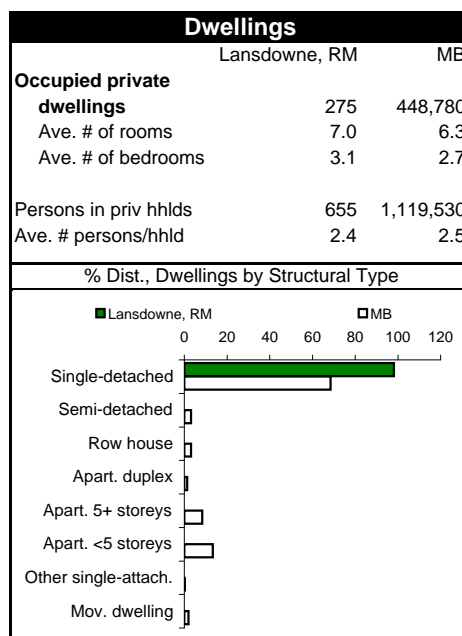 Dwellings
Lansdowne, RM MB
Occupied private
dwellings 275 448,780
Ave. # of rooms 7.0 6.3
Ave. # of bedrooms 3.1 2.7
Persons in priv hhlds 655 1,119,530
Ave. # persons/hhld 2.4 2.5
% Dist., Dwellings by Structural Type
Lansdowne, RM MB
0 20 40 60 80 100 120
Single-detached
Semi-detached
Row house
Apart. duplex
Apart. 5+ storeys
Apart. <5 storeys
Other single-attach.
Mov. dwelling